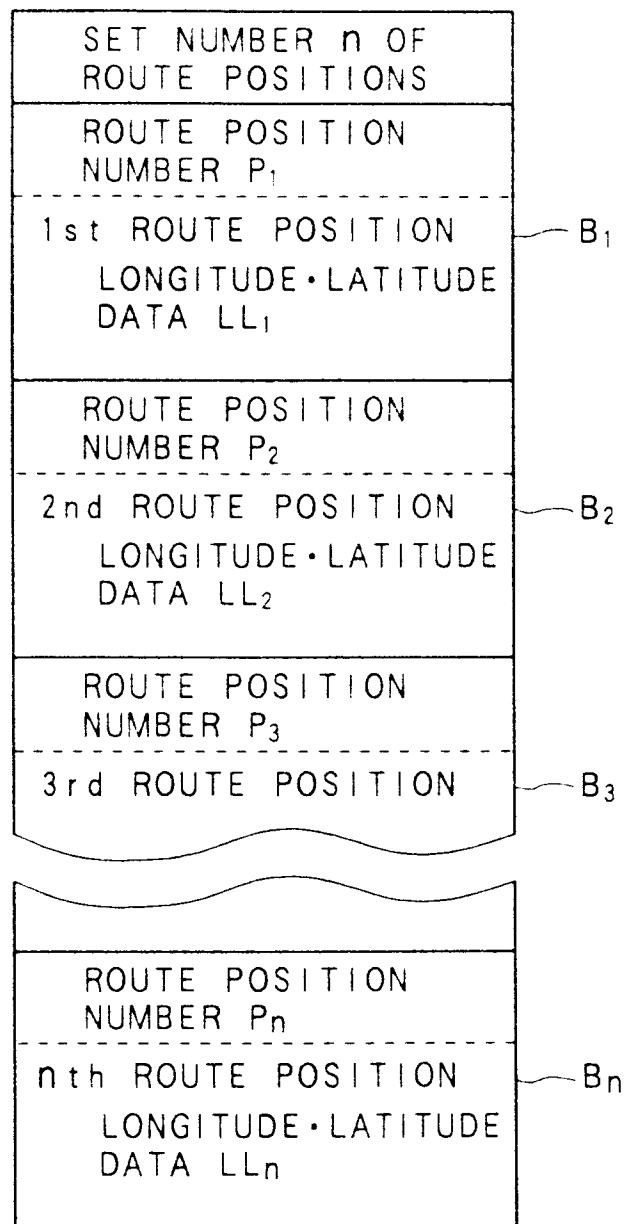 SET NUMBER n OF
ROUTE POSITIONS
ROUTE POSITION
NUMBER P₁
1st ROUTE POSITION
B₁
LONGITUDE・LATITUDE
DATA LL₁
ROUTE POSITION
NUMBER P₂
2nd ROUTE POSITION
B₂
LONGITUDE・LATITUDE
DATA LL₂
ROUTE POSITION
NUMBER P₃
3rd ROUTE POSITION
B₃
ROUTE POSITION
NUMBER Pn
nth ROUTE POSITION
Bn
LONGITUDE・LATITUDE
DATA LLn